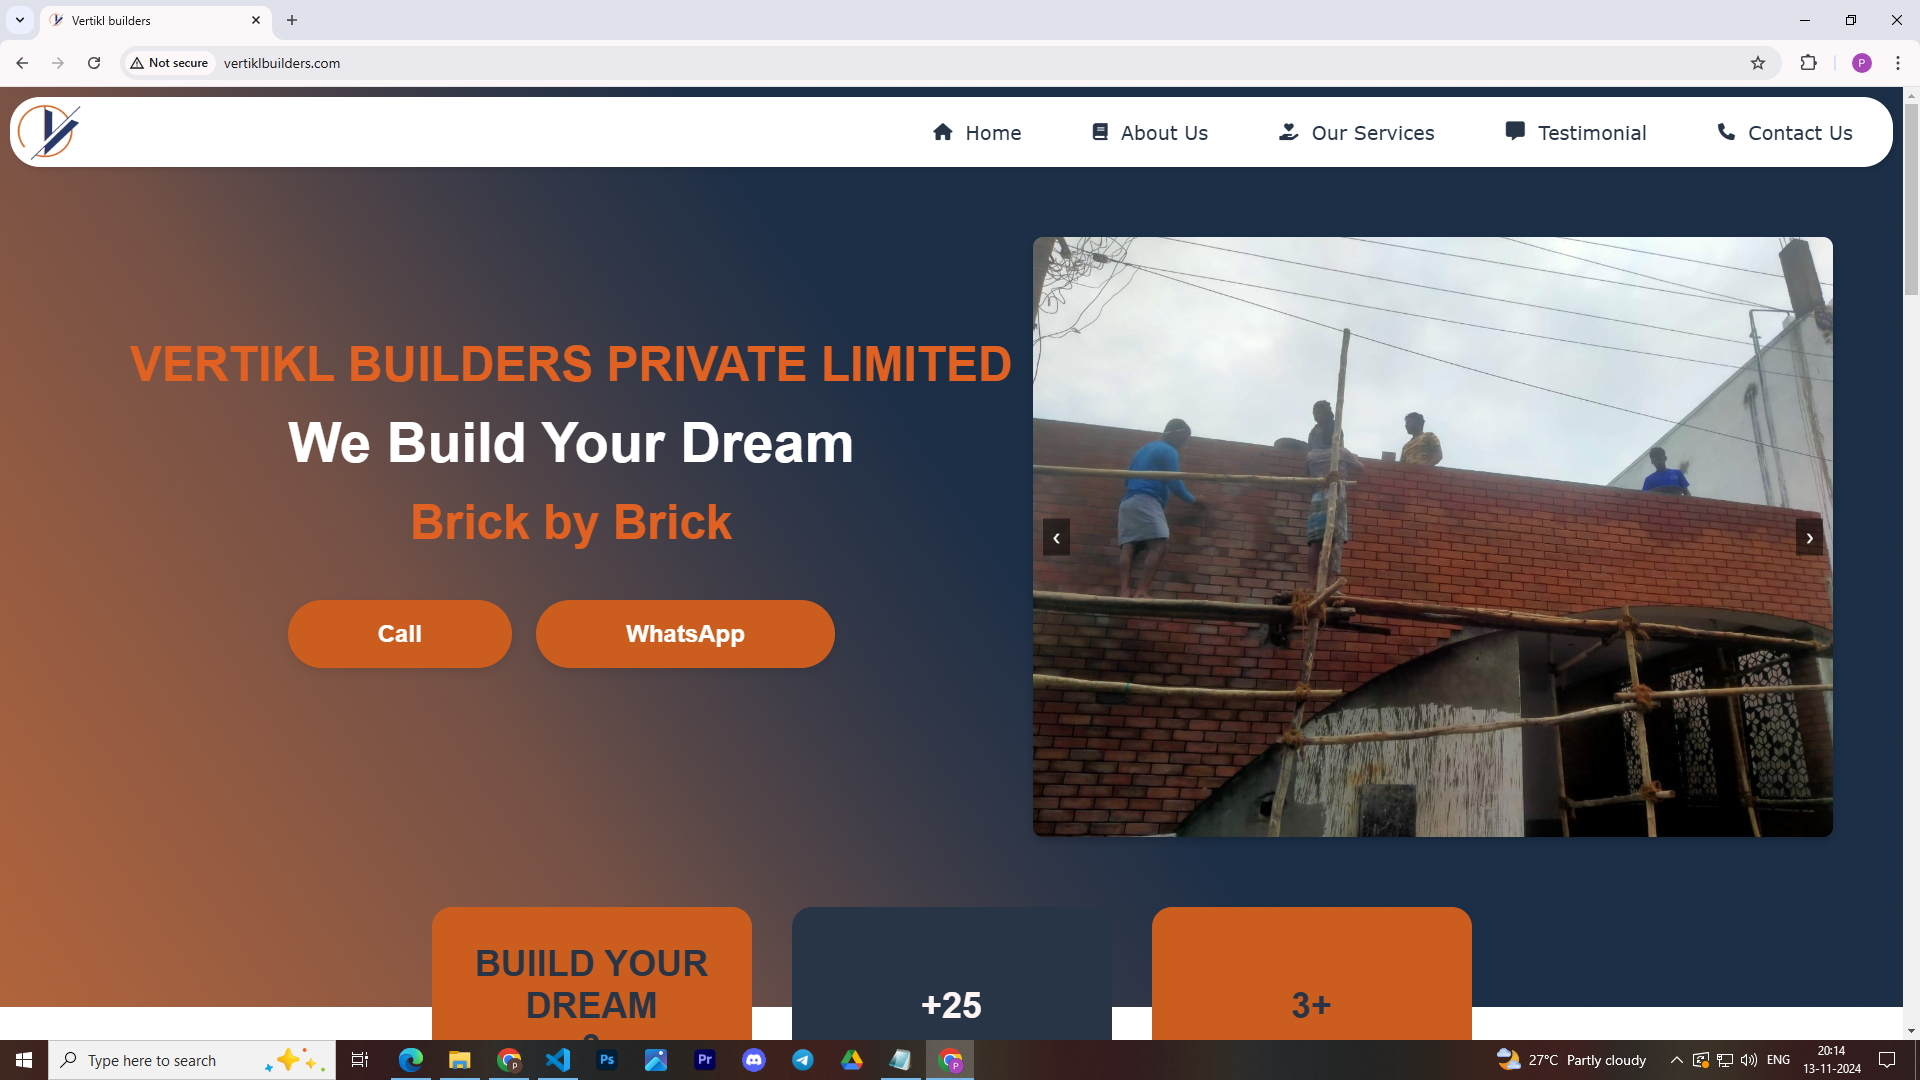 Vertikl builders
Not secure
vertiklbuilders.com
P
Home
About Us
Our Services
Testimonial
Contact Us
VERTIKL BUILDERS PRIVATE LIMITED
We Build Your Dream
Brick by Brick
Call
WhatsApp
‹
›
BUIILD YOUR
DREAM
+25
3+
Type here to search
P
Ps
Pr
P
27°C Partly cloudy
ENG
20:14
13-11-2024